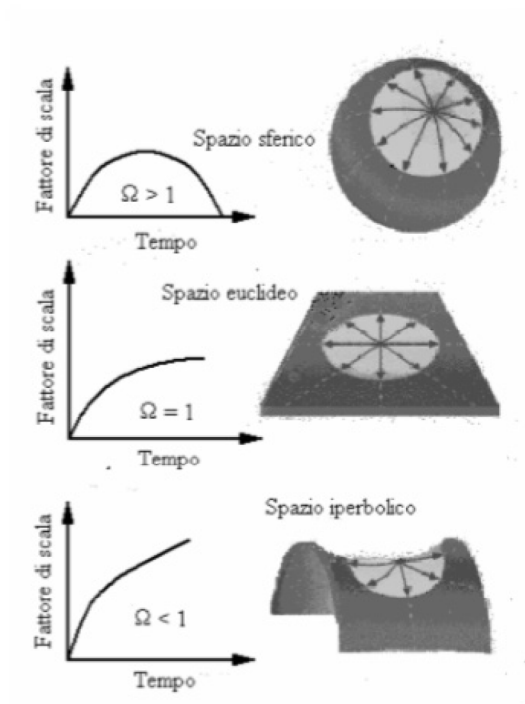 Fattore di scala
Spazio sferico
Ω > 1
Tempo
Spazio euclideo
Fattore di scala
Ω = 1
Tempo
Spazio iperbolico
Fattore di scala
Ω < 1
Tempo